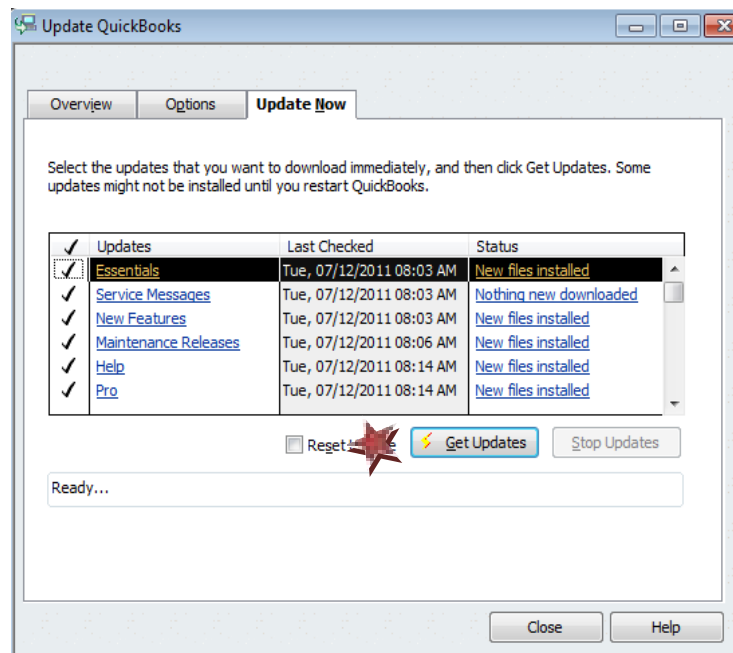 Update QuickBooks
Overview Options Update Now
Select the updates that you want to download immediately, and then click Get Updates. Some
updates might not be installed until you restart QuickBooks.
Updates Last Checked Status
Essentials Tue, 07/12/2011 08:03 AM New files installed
Service Messages Tue, 07/12/2011 08:03 AM Nothing new downloaded
New Features Tue, 07/12/2011 08:03 AM New files installed
Maintenance Releases Tue, 07/12/2011 08:06 AM New files installed
Help Tue, 07/12/2011 08:14 AM New files installed
Pro Tue, 07/12/2011 08:14 AM New files installed
Reset Get Updates Stop Updates
Ready...
Close Help